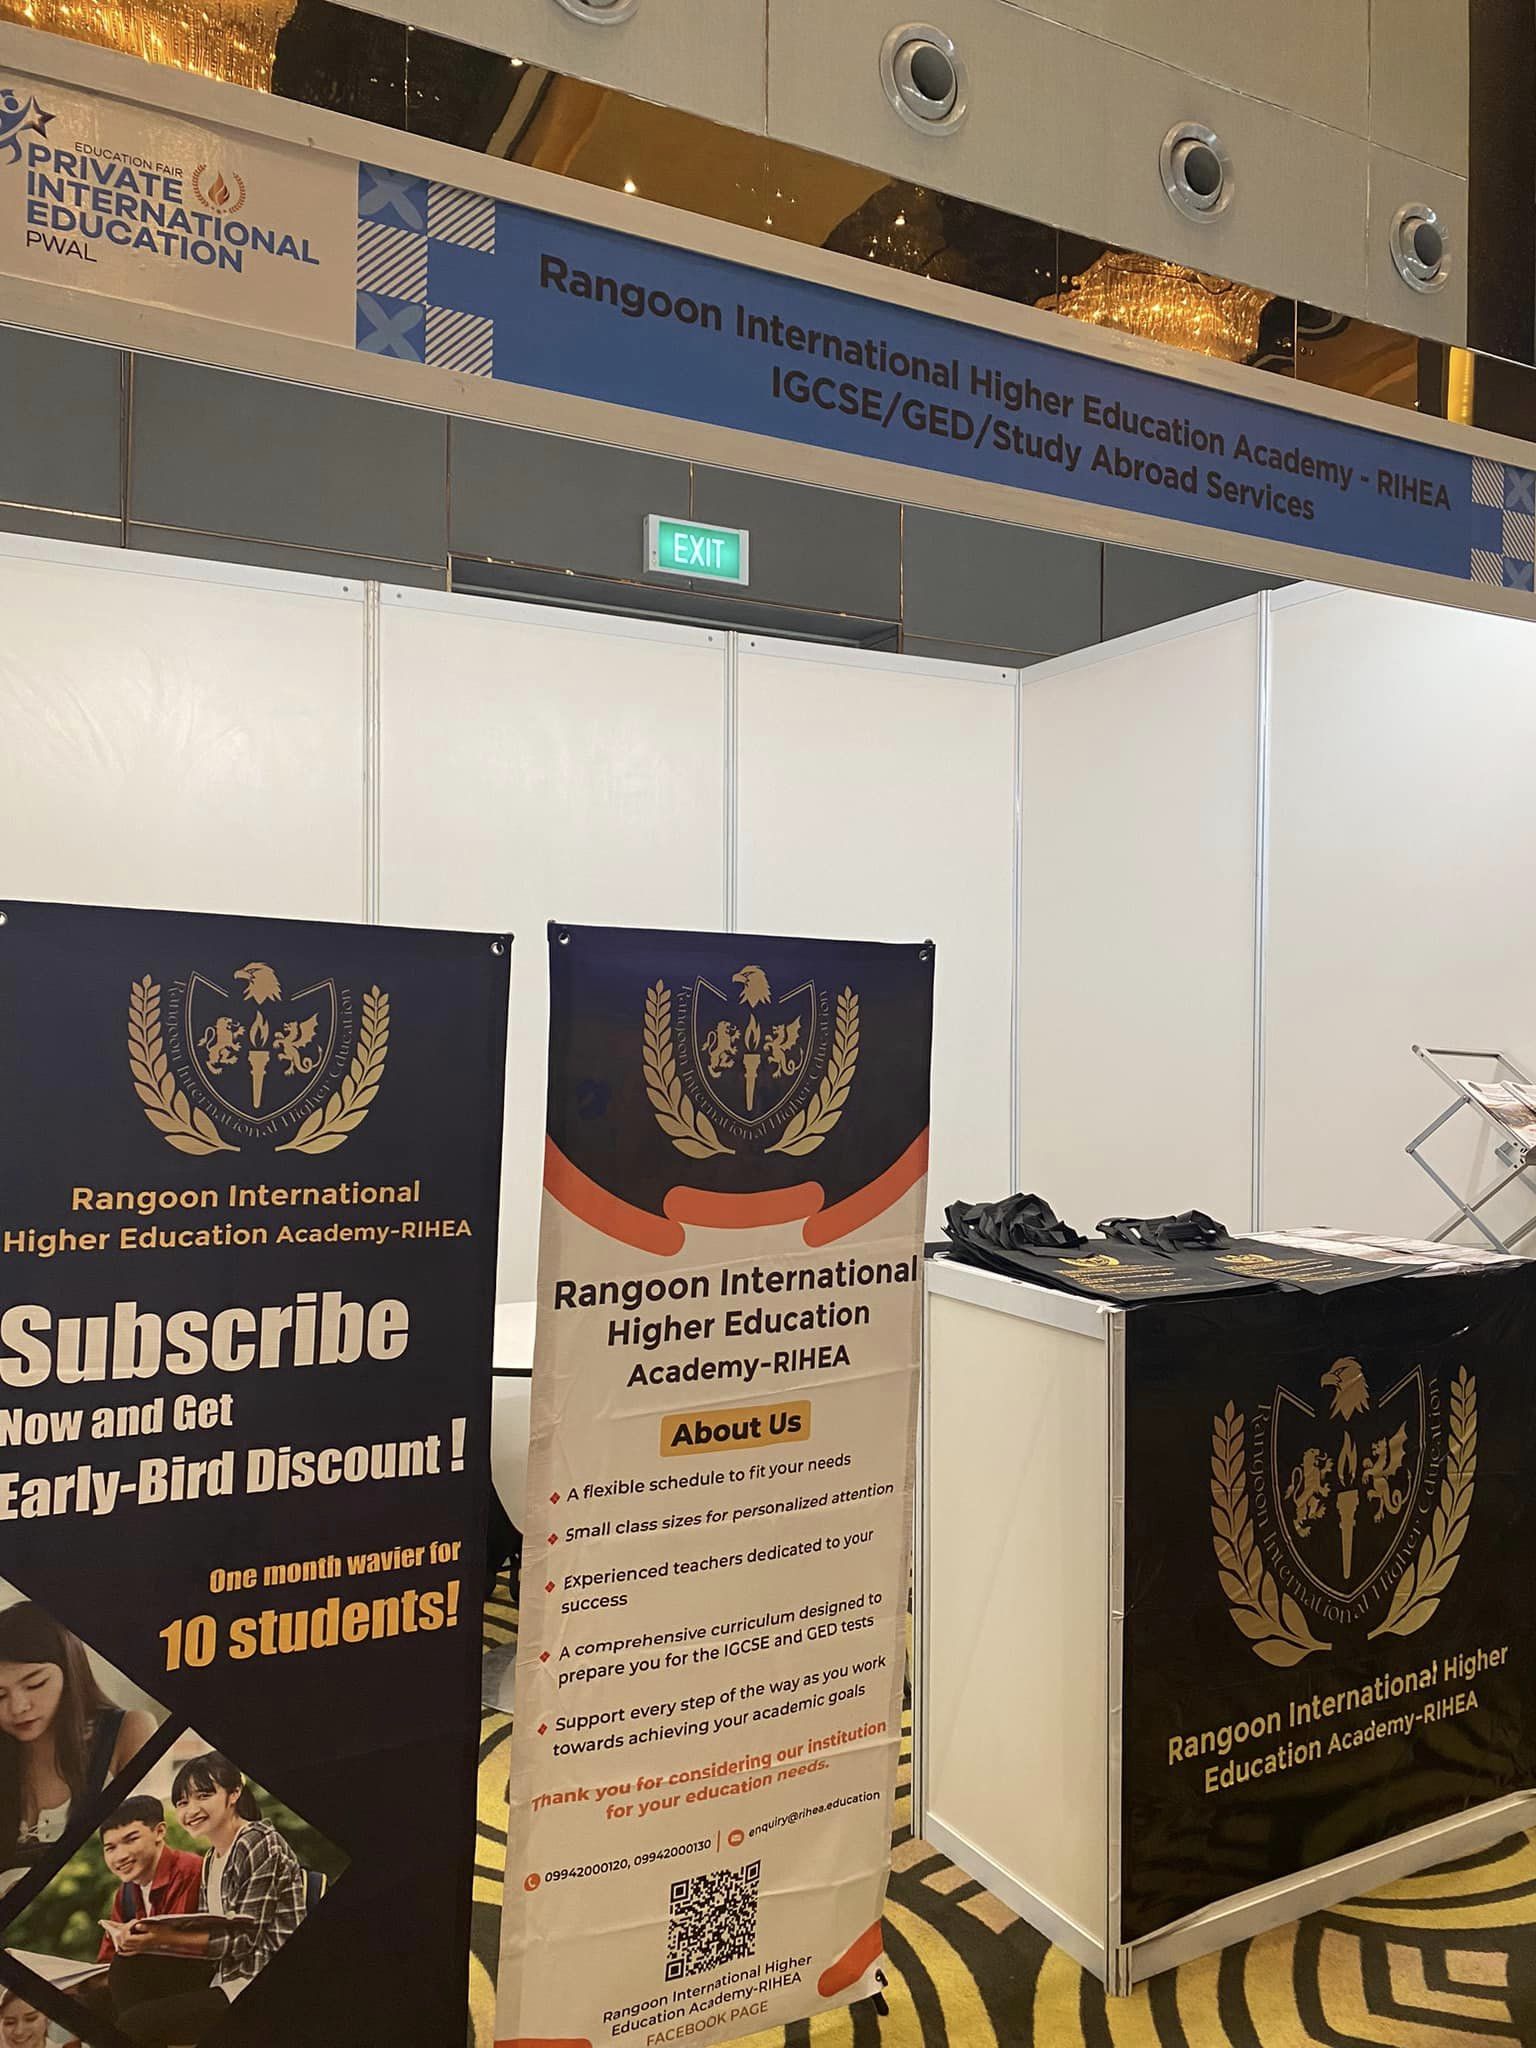 EDUCATION FAIR
PRIVATE
INTERNATIONAL
EDUCATION
PWAL
Rangoon International Higher Education Academy - RIHEA
IGCSE/GED/Study Abroad Services
EXIT
Rangoon International Higher Education
Rangoon International
Higher Education Academy-RIHEA
Subscribe
Now and Get
Early-Bird Discount !
One month wavier for
10 students!
Rangoon International Higher Education
Rangoon International
Higher Education
Academy-RIHEA
About Us
A flexible schedule to fit your needs
Small class sizes for personalized attention
Experienced teachers dedicated to your
success
A comprehensive curriculum designed to
prepare you for the IGCSE and GED tests
Support every step of the way as you work
towards achieving your academic goals
Thank you for considering our institution
for your education needs.
09942000120, 09942000130 | enquiry@rihea.education
Rangoon International Higher
Education Academy-RIHEA
FACEBOOK PAGE
Rangoon International Higher Education
Rangoon International Higher
Education Academy-RIHEA